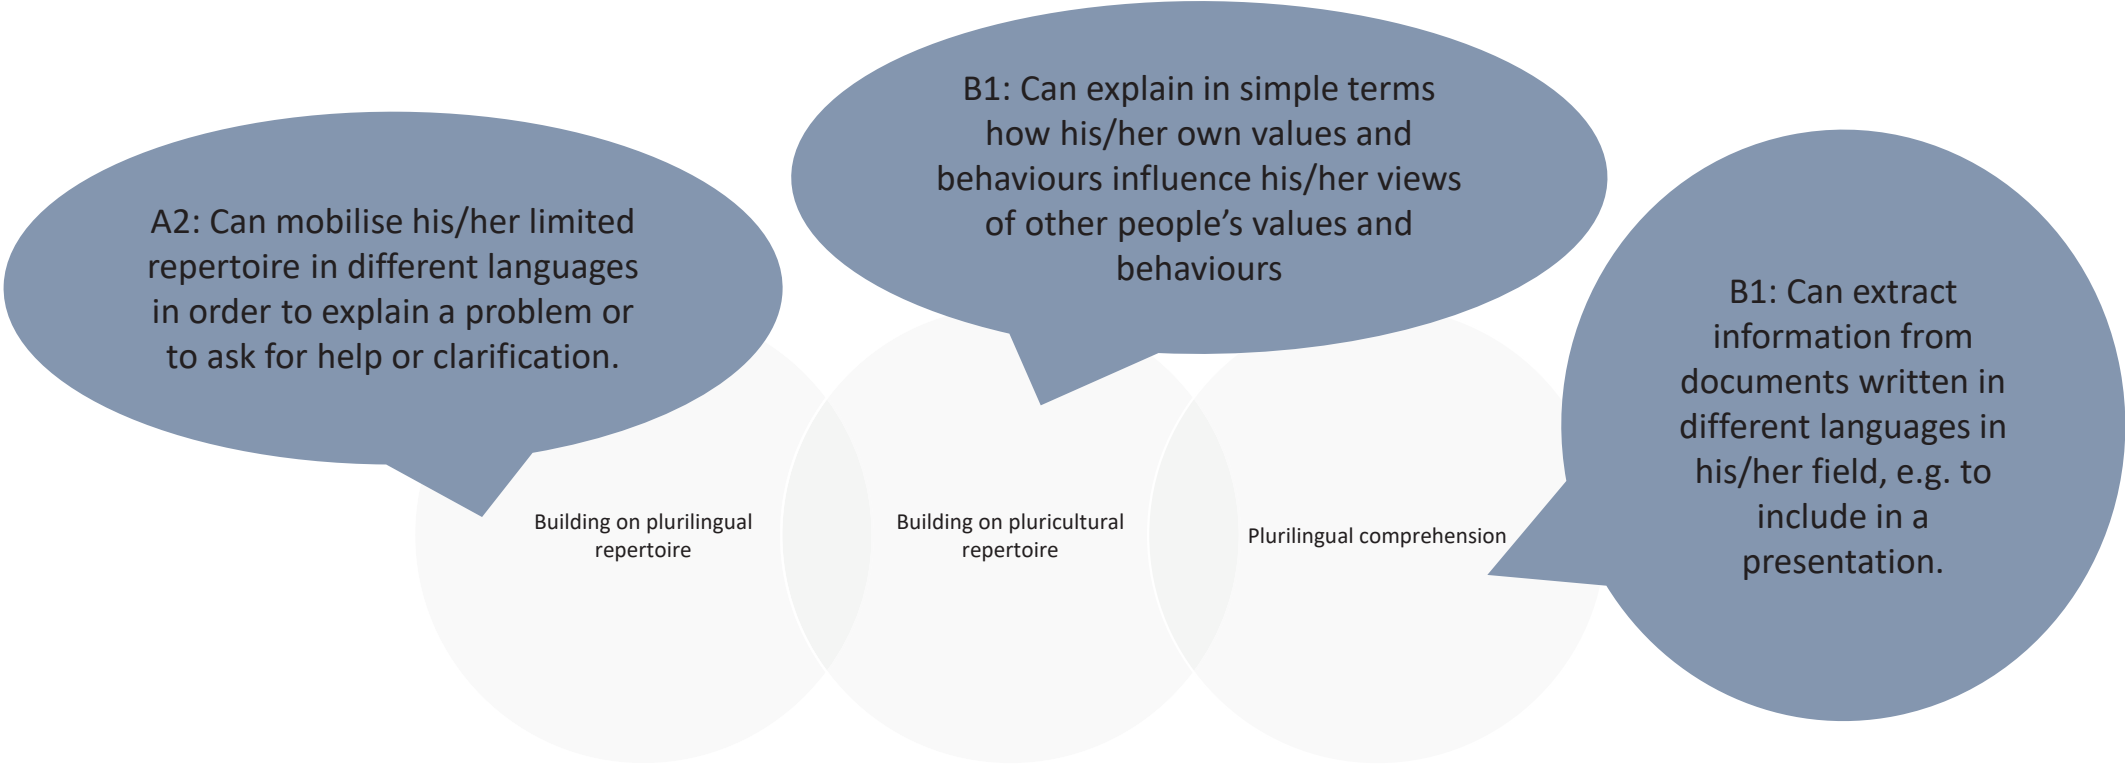 A2: Can mobilise his/her limited
repertoire in different languages
in order to explain a problem or
to ask for help or clarification.
B1: Can explain in simple terms
how his/her own values and
behaviours influence his/her views
of other people’s values and
behaviours
B1: Can extract
information from
documents written in
different languages in
his/her field, e.g. to
include in a
presentation.
Building on plurilingual
repertoire
Building on pluricultural
repertoire
Plurilingual comprehension